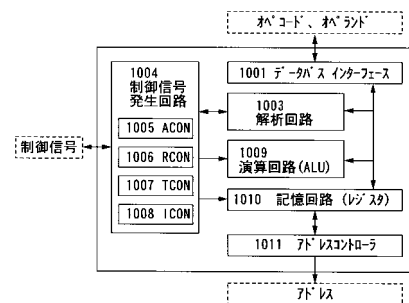 ｵﾍﾟｺｰﾄﾞ、ｵﾍﾟﾗﾝﾄﾞ
1004
制御信号
発生回路
1005 ACON
1006 RCON
1007 TCON
1008 ICON
制御信号
1001 ﾃﾞｰﾀﾊﾞｽ ｲﾝﾀｰﾌｪｰｽ
1003
解析回路
1009
演算回路(ALU)
1010 記憶回路 (ﾚｼﾞｽﾀ)
1011 ｱﾄﾞﾚｽｺﾝﾄﾛｰﾗ
ｱﾄﾞﾚｽ